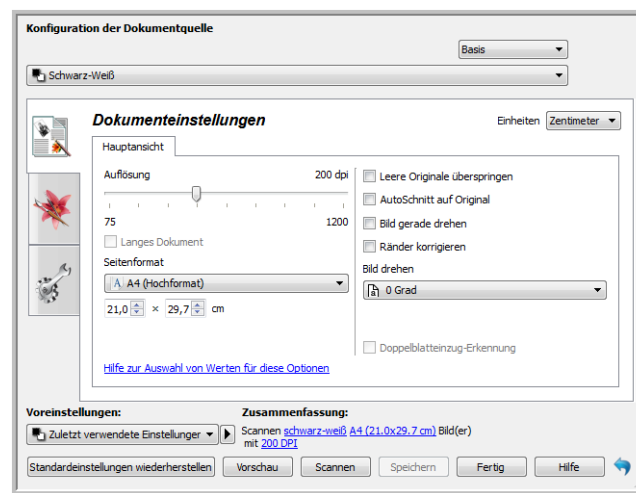 Konfiguration der Dokumentquelle
Basis
Schwarz-Weiß
Dokumenteinstellungen
Einheiten Zentimeter
Hauptansicht
Auflösung 200 dpi
75 1200
Langes Dokument
Seitenformat
A A4 (Hochformat)
21,0 × 29,7 cm
Hilfe zur Auswahl von Werten für diese Optionen
Leere Originale überspringen
AutoSchnitt auf Original
Bild gerade drehen
Ränder korrigieren
Bild drehen
a 0 Grad
Doppelblatteinzug-Erkennung
Voreinstellungen:
Zuletzt verwendete Einstellunger
Zusammenfassung:
Scannen schwarz-weiß A4 (21.0x29.7 cm) Bild(er)
mit 200 DPI
Standardeinstellungen wiederherstellen Vorschau Scannen Speichern Fertig Hilfe